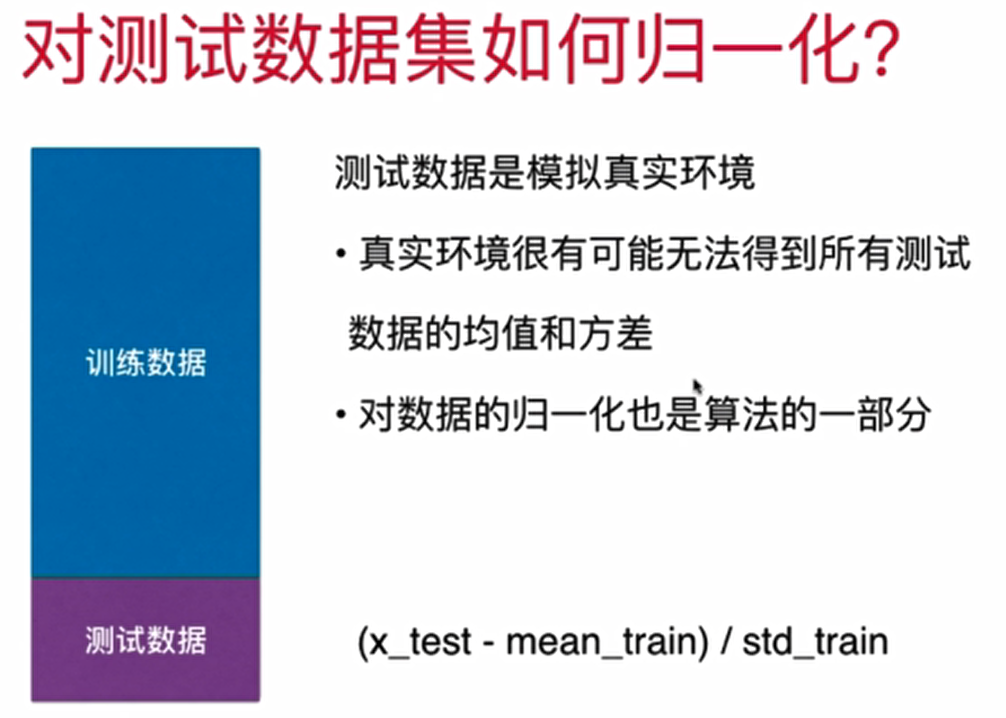 对测试数据集如何归一化?
测试数据是模拟真实环境
•真实环境很有可能无法得到所有测试
数据的均值和方差
训练数据
•对数据的归一化也是算法的一部分
测试数据
(x_test - mean_train) / std_train